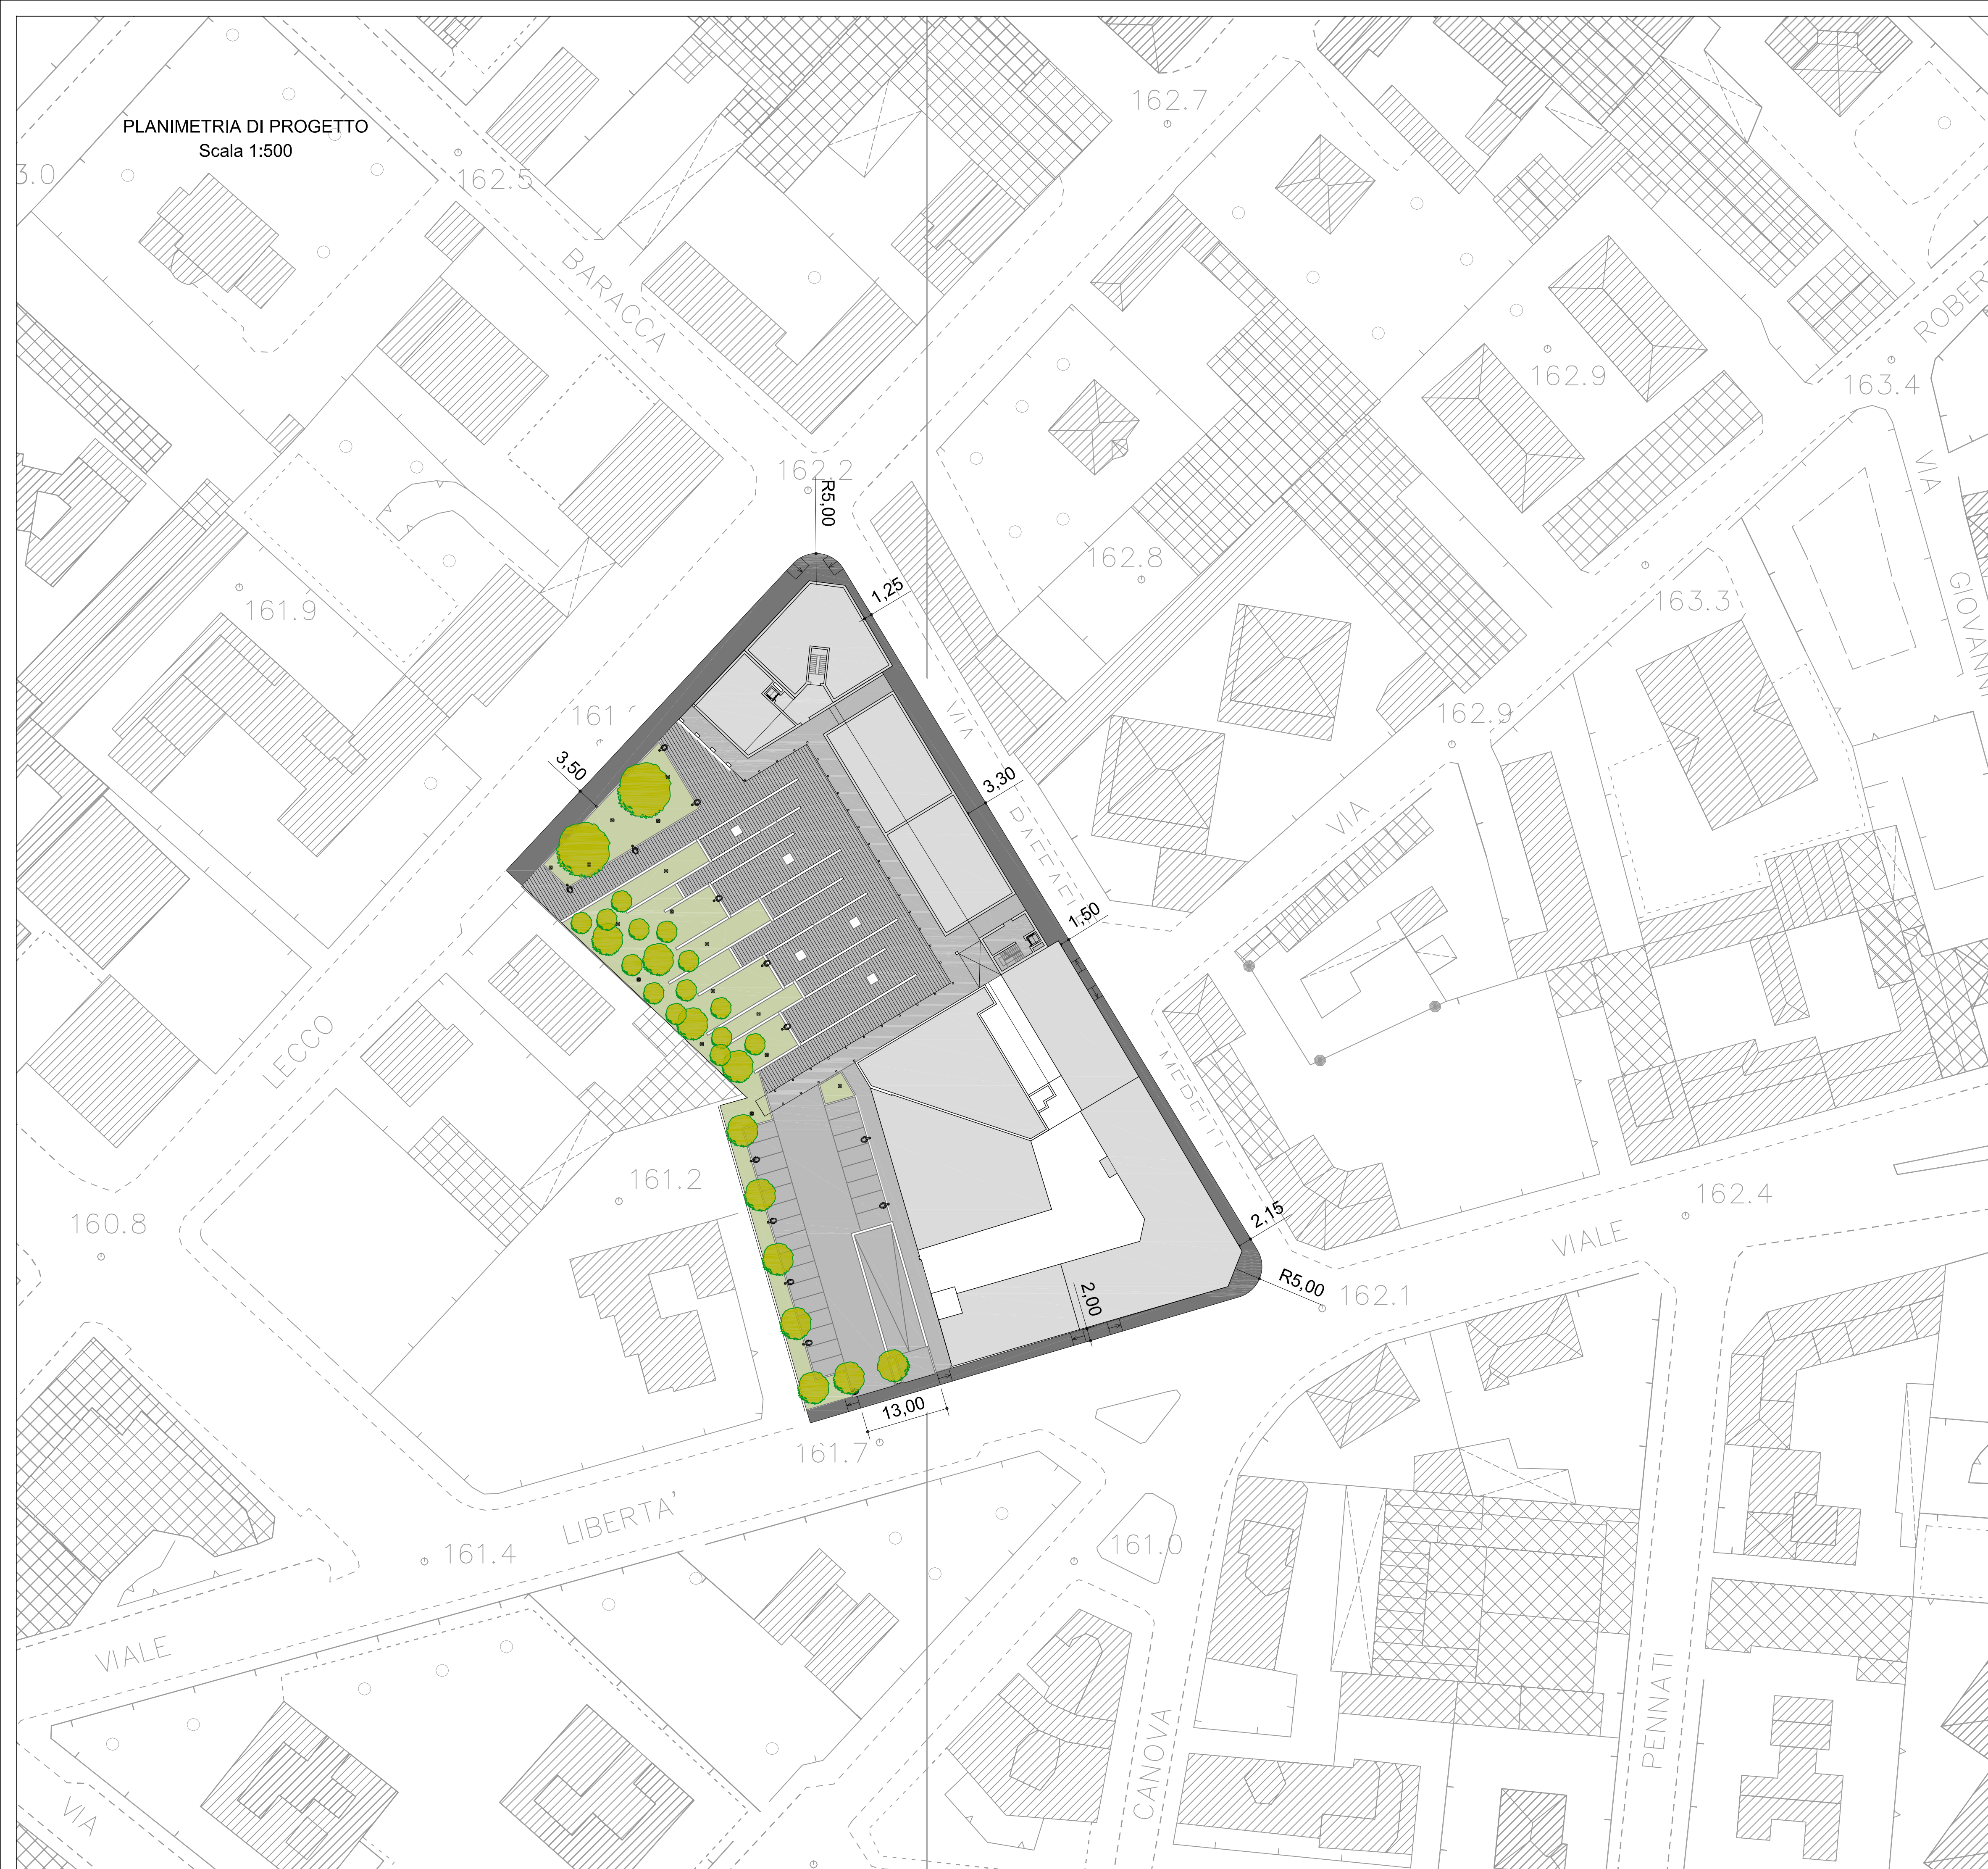 PLANIMETRIA DI PROGETTO
Scala 1:500
162.7
3.0
162.5
BARACCA
ROBER
162.9
163.4
162.2
R5,00
VIA
162.8
1,25
161.9
163.3
GIOVANN
162.9
VIA
3,50
3,30
VIA
1,50
LECCO
161.2
160.8
162.4
2,15
VIALE
R5,00
162.1
2,00
13,00
161.7
LIBERTA'
161.4
161.0
VIALE
PENNATI
CANOVA
VIA